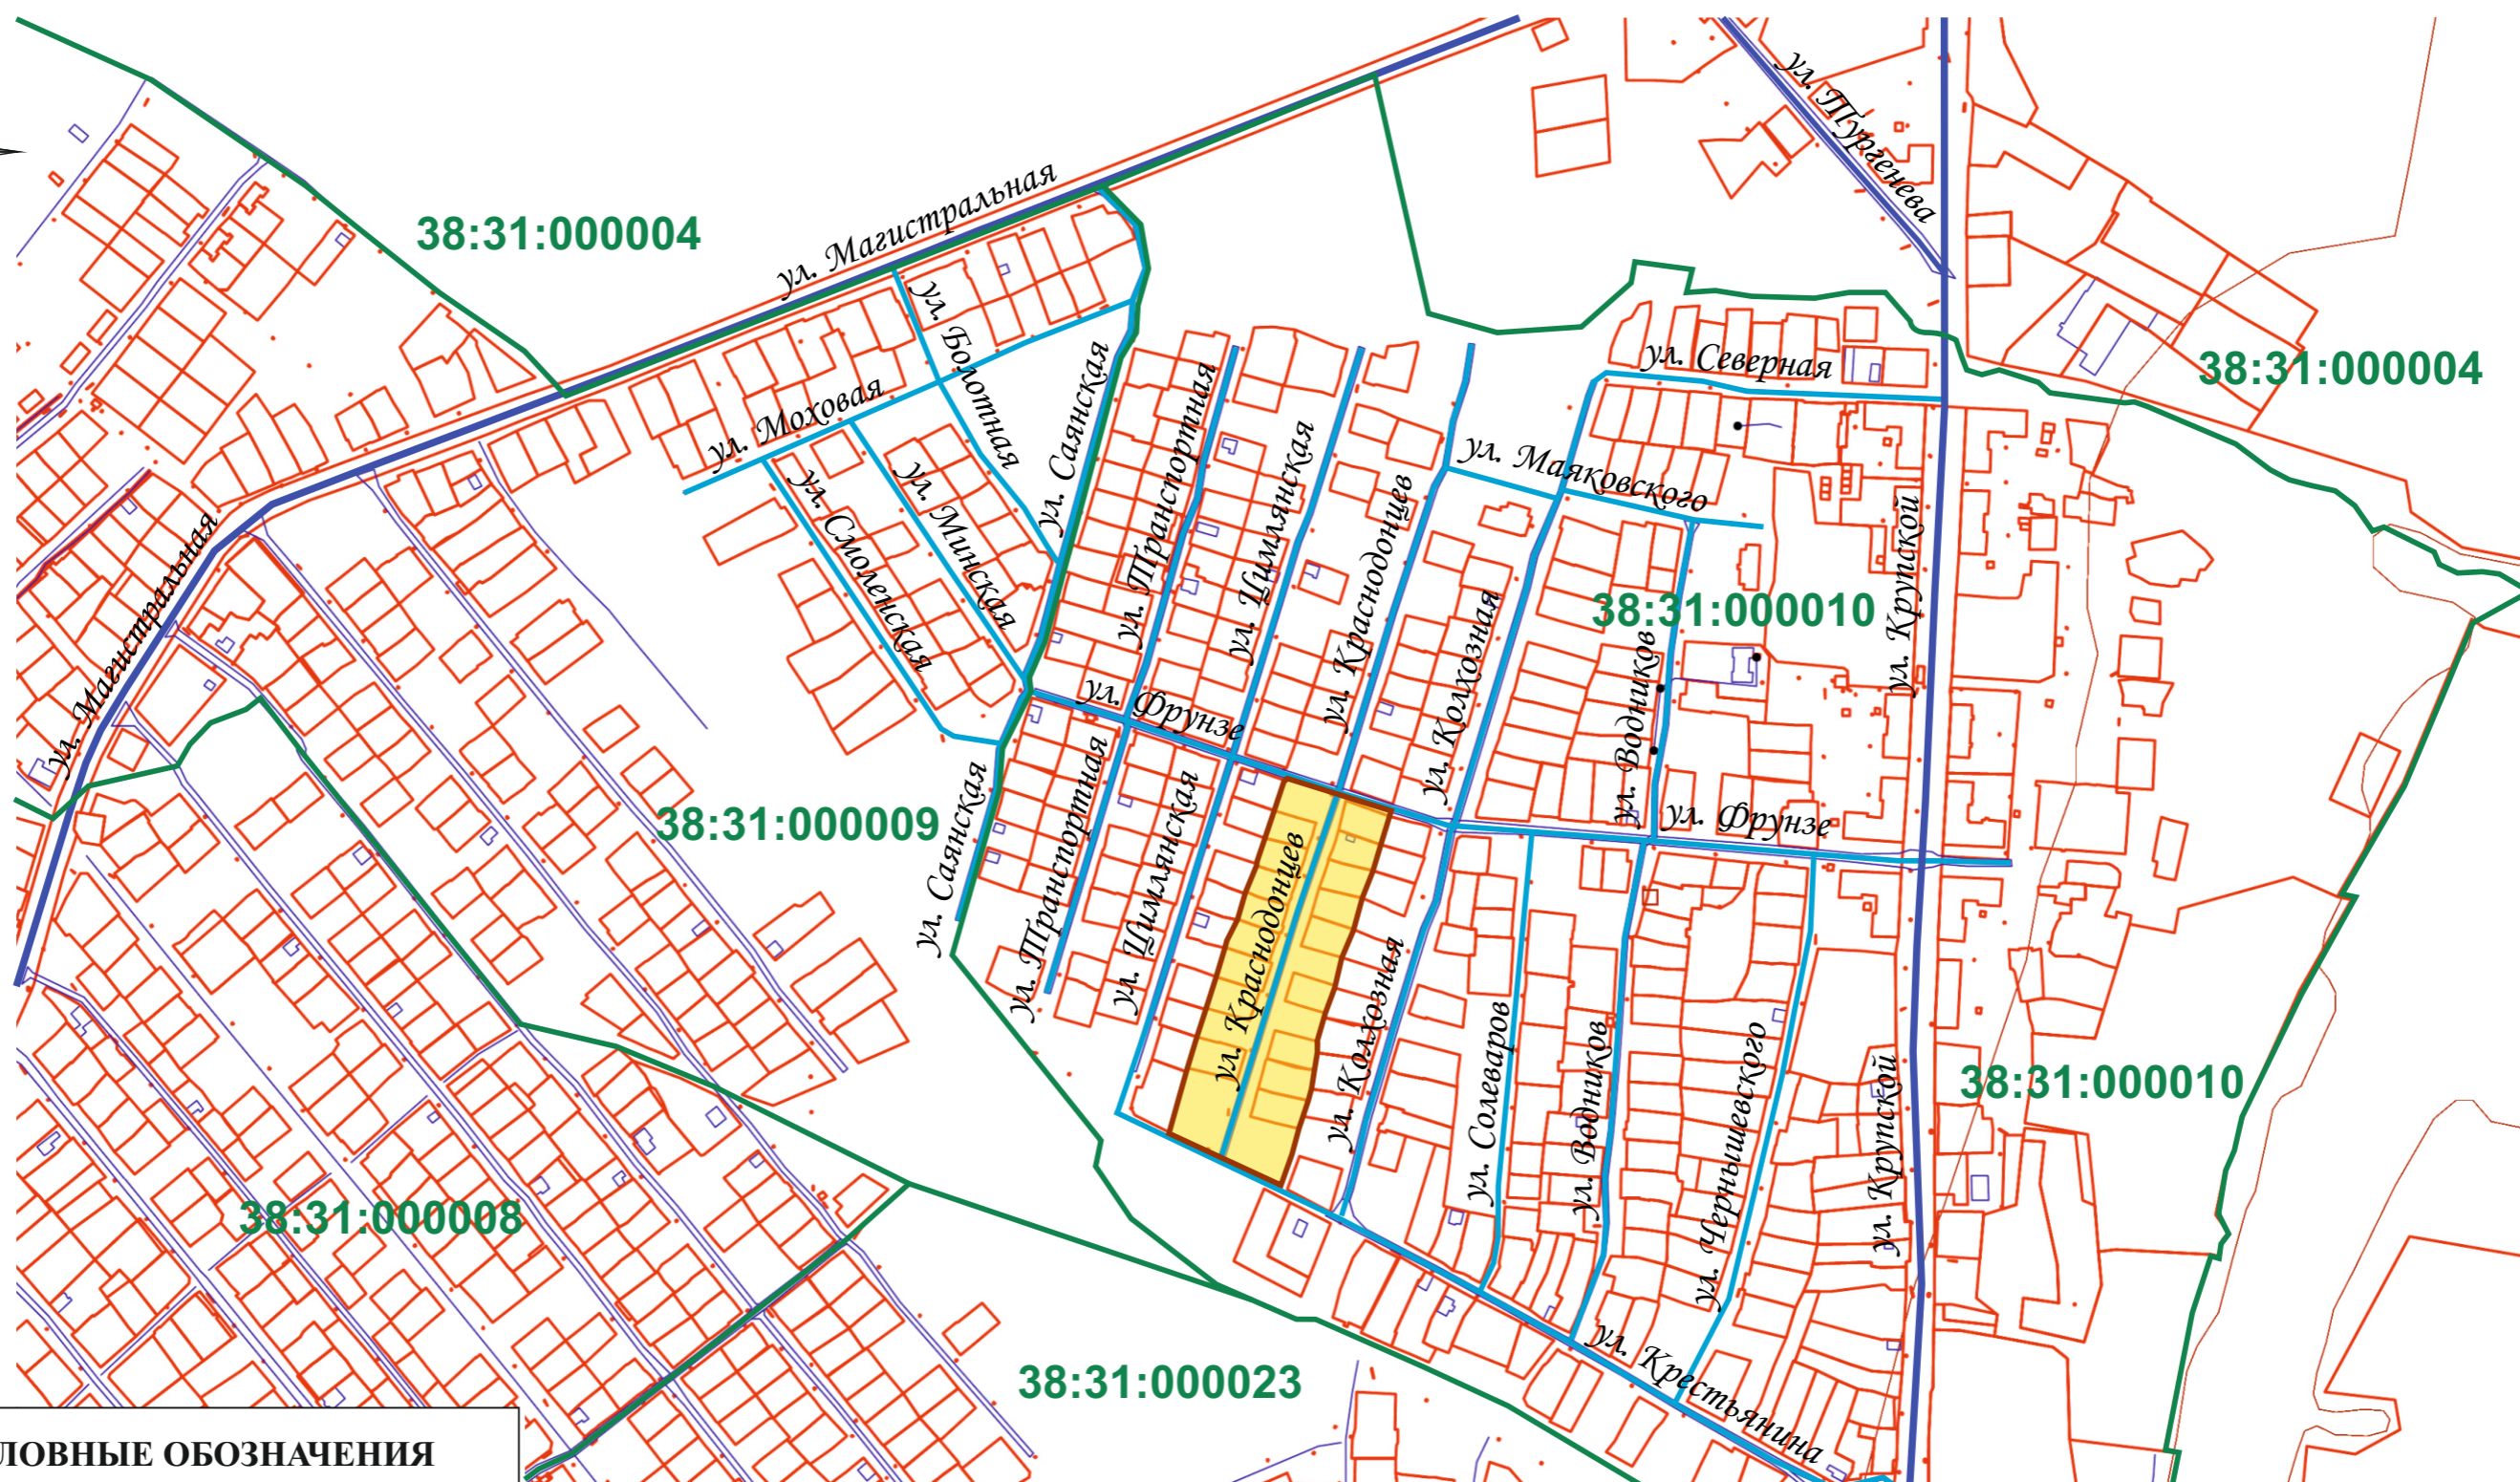 ул. Тургенева
38:31:000004
ул. Магистральная
ул. Болотная
ул. Северная
38:31:000004
ул. Моховая
ул. Саянская
ул. Транспортная
ул. Цимлянская
ул. Краснодонцев
ул. Маяковского
ул. Смоленская
ул. Минская
ул. Магистральная
ул. Колхозная
38:31:000010
ул. Крупской
ул. Водников
ул. Фрунзе
ул. Фрунзе
38:31:000009
ул. Саянская
ул. Транспортная
ул. Цимлянская
ул. Краснодонцев
ул. Колхозная
ул. Солеваров
ул. Водников
ул. Чернышевского
ул. Крупской
38:31:000010
38:31:000008
38:31:000023
ул. Крестьянина
ЛОВНЫЕ ОБОЗНАЧЕНИЯ